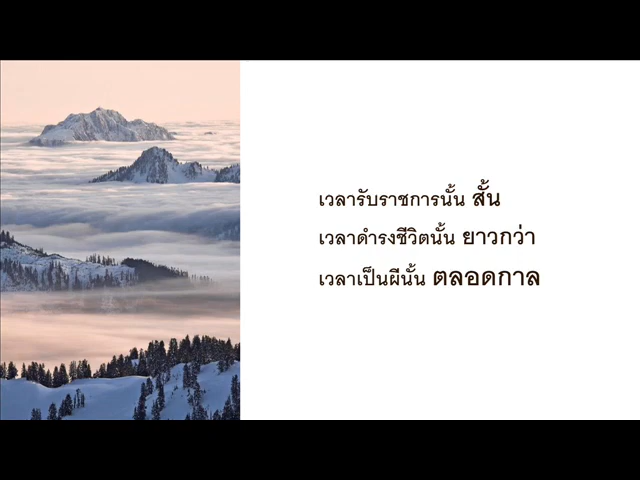 เวลารับราชการนั้น สั้น
เวลาดำรงชีวิตนั้น ยาวกว่า
เวลาเป็นผีนั้น ตลอดกาล